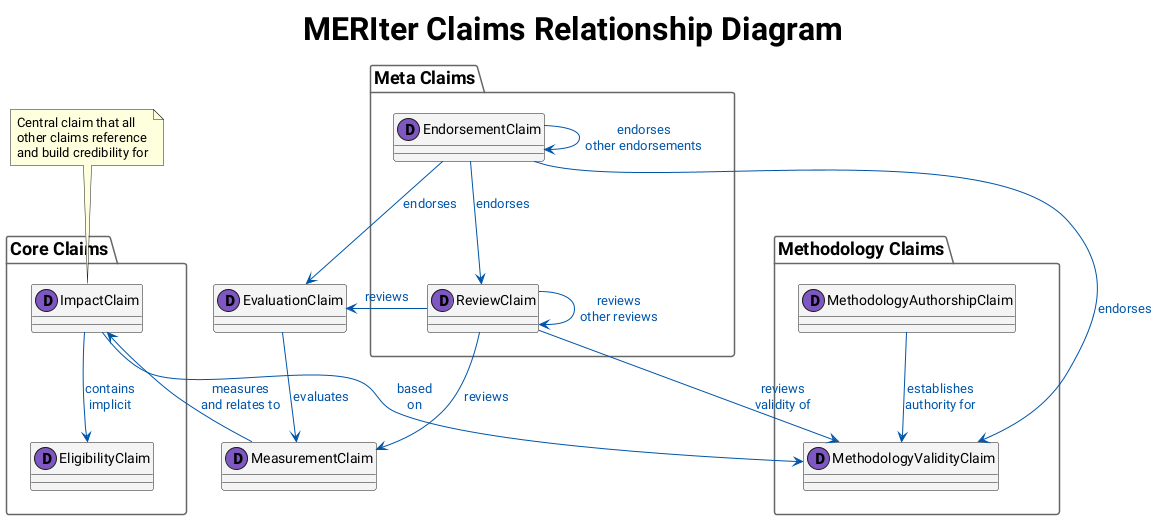 MERIter Claims Relationship Diagram
Meta Claims
Central claim that all
other claims reference
and build credibility for
D EndorsementClaim
endorses
other endorsements
endorses
endorses
Core Claims
Methodology Claims
D ImpactClaim
D EvaluationClaim
reviews
D ReviewClaim
reviews
other reviews
D MethodologyAuthorshipClaim
endorses
contains
implicit
measures
and relates to
evaluates
based
on
reviews
reviews
validity of
establishes
authority for
D EligibilityClaim
D MeasurementClaim
D MethodologyValidityClaim